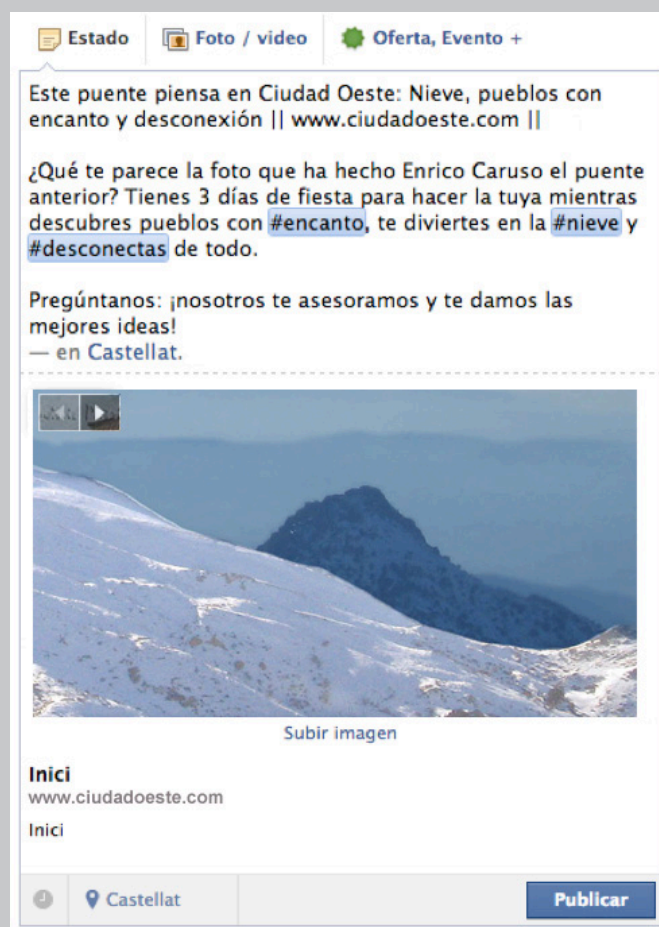 Estado Foto / video Oferta, Evento +
Este puente piensa en Ciudad Oeste: Nieve, pueblos con
encanto y desconexión || www.ciudadoeste.com ||
¿Qué te parece la foto que ha hecho Enrico Caruso el puente
anterior? Tienes 3 días de fiesta para hacer la tuya mientras
descubres pueblos con #encanto, te diviertes en la #nieve y
#desconectas de todo.
Pregúntanos: ¡nosotros te asesoramos y te damos las
mejores ideas!
— en Castellat.
Subir imagen
Inici
www.ciudadoeste.com
Inici
Castellat Publicar